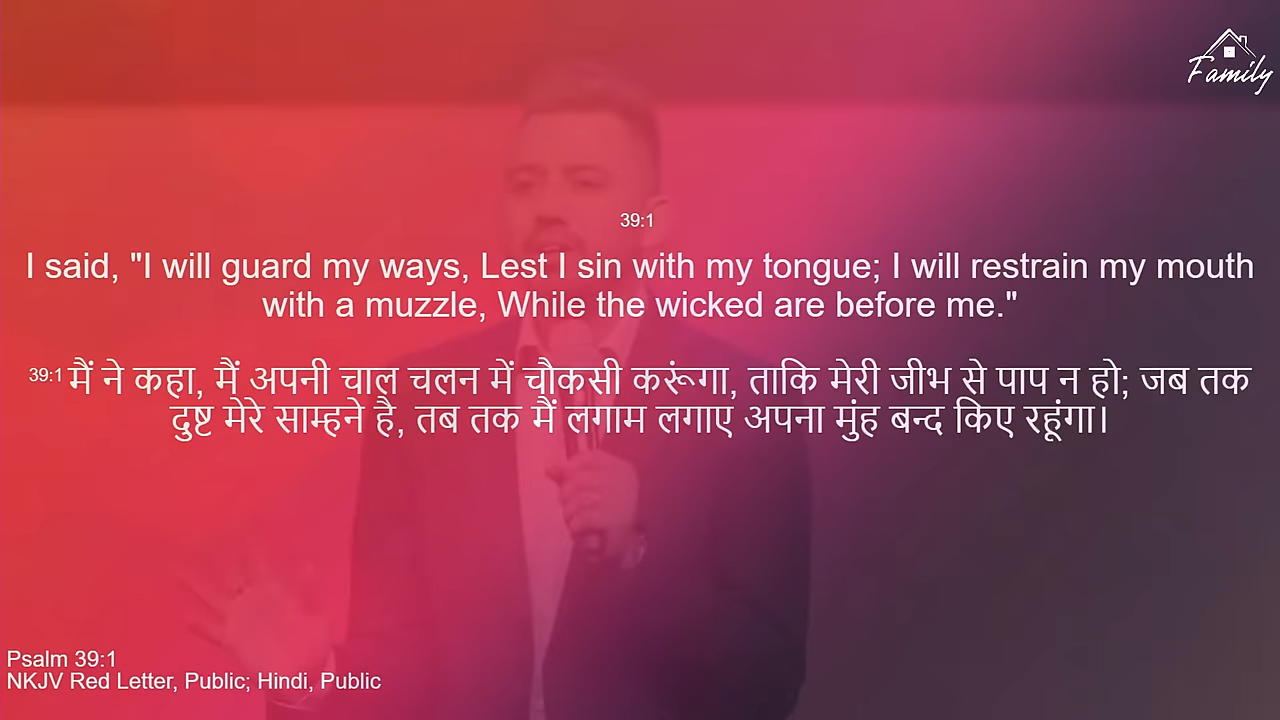 Family
39:1
I said, "I will guard my ways, Lest I sin with my tongue; I will restrain my mouth
with a muzzle, While the wicked are before me."
39:1 मैं ने कहा, मैं अपनी चाल चलन में चौकसी करूंगा, ताकि मेरी जीभ से पाप न हो; जब तक
दुष्ट मेरे साम्हने है, तब तक मैं लगाम लगाए अपना मुंह बन्द किए रहूंगा।
Psalm 39:1
NKJV Red Letter, Public; Hindi, Public